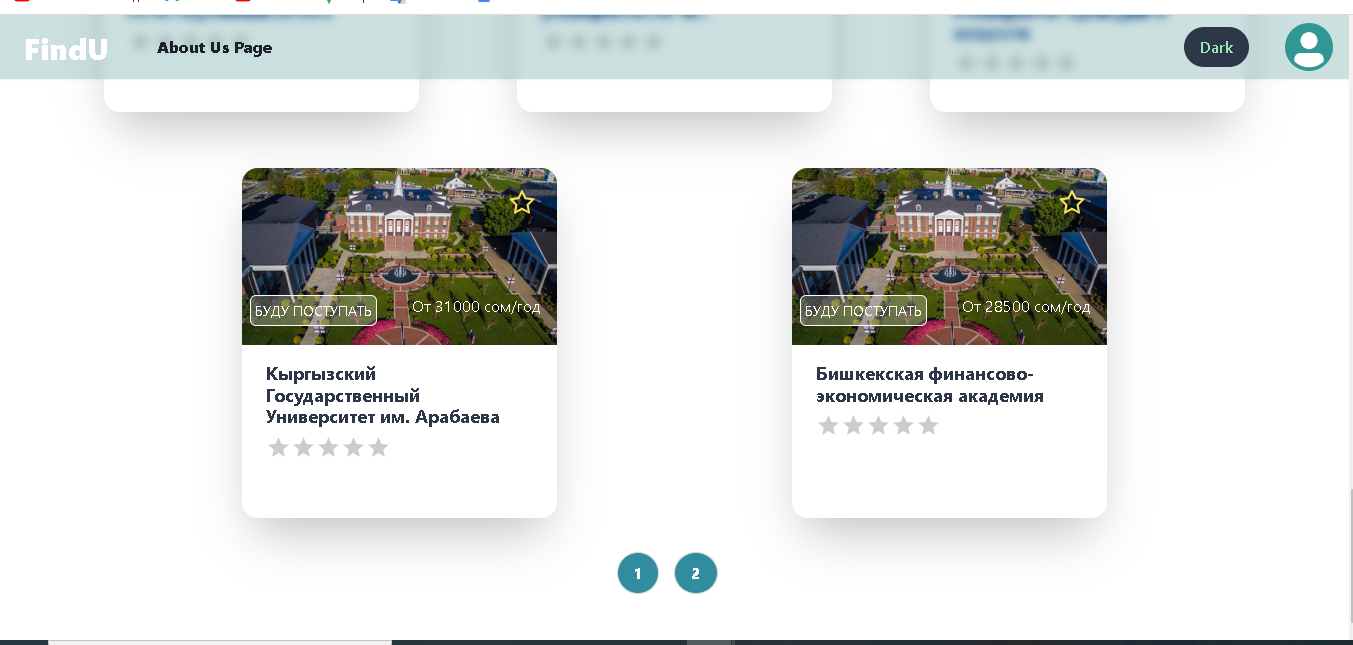 FindU
About Us Page
Dark
БУДУ ПОСТУПАТЬ
От 31000 сом/год
БУДУ ПОСТУПАТЬ
От 28500 сом/год
Кыргызский
Государственный
Университет им. Арабаева
Бишкекская финансово-
экономическая академия
1
2